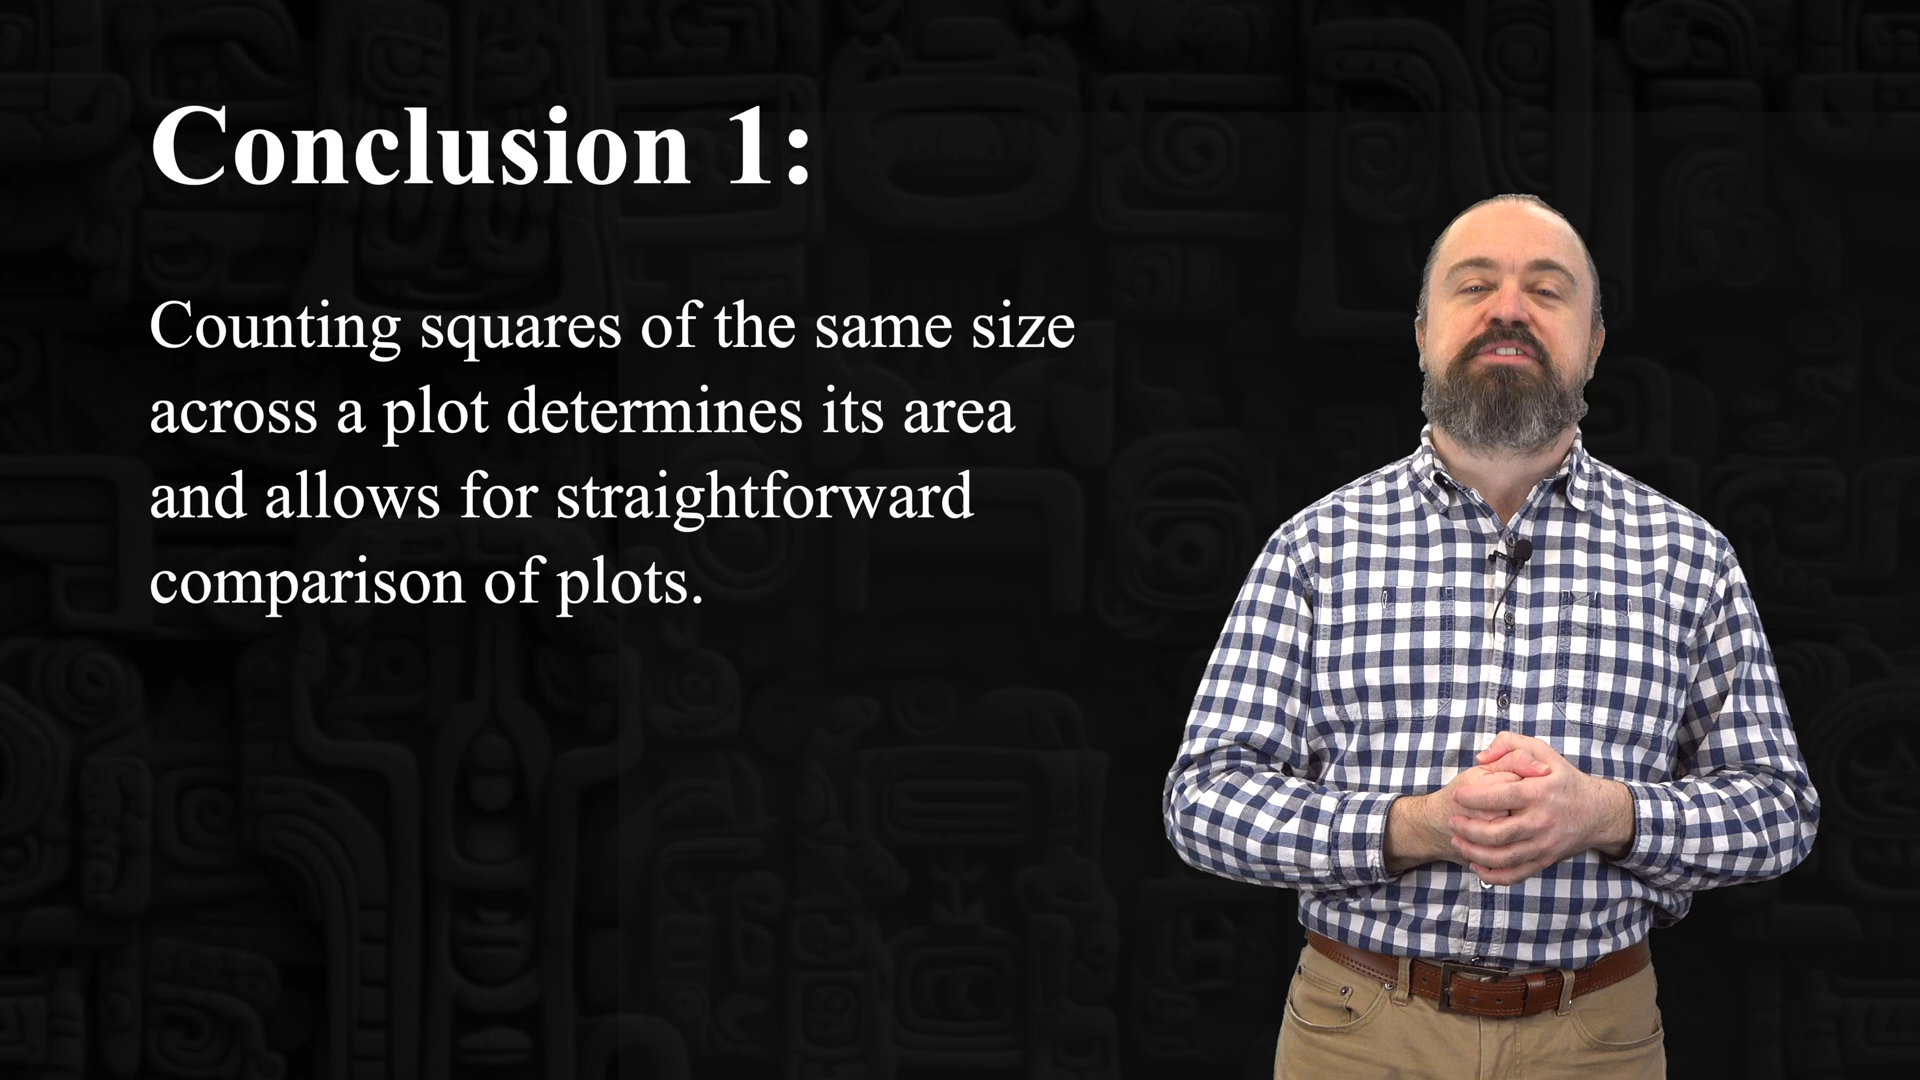 Conclusion 1:
Counting squares of the same size
across a plot determines its area
and allows for straightforward
comparison of plots.